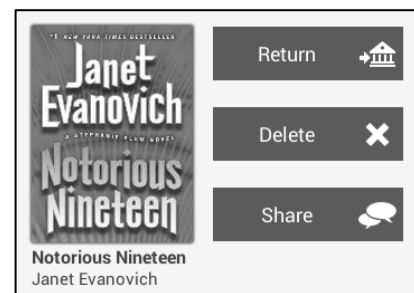 #1 NEW YORK TIMES BESTSELLER
Janet
Evanovich
A STEPHANIE PLUM NOVEL
Notorious
Nineteen
Notorious Nineteen
Janet Evanovich
Return
Delete
Share